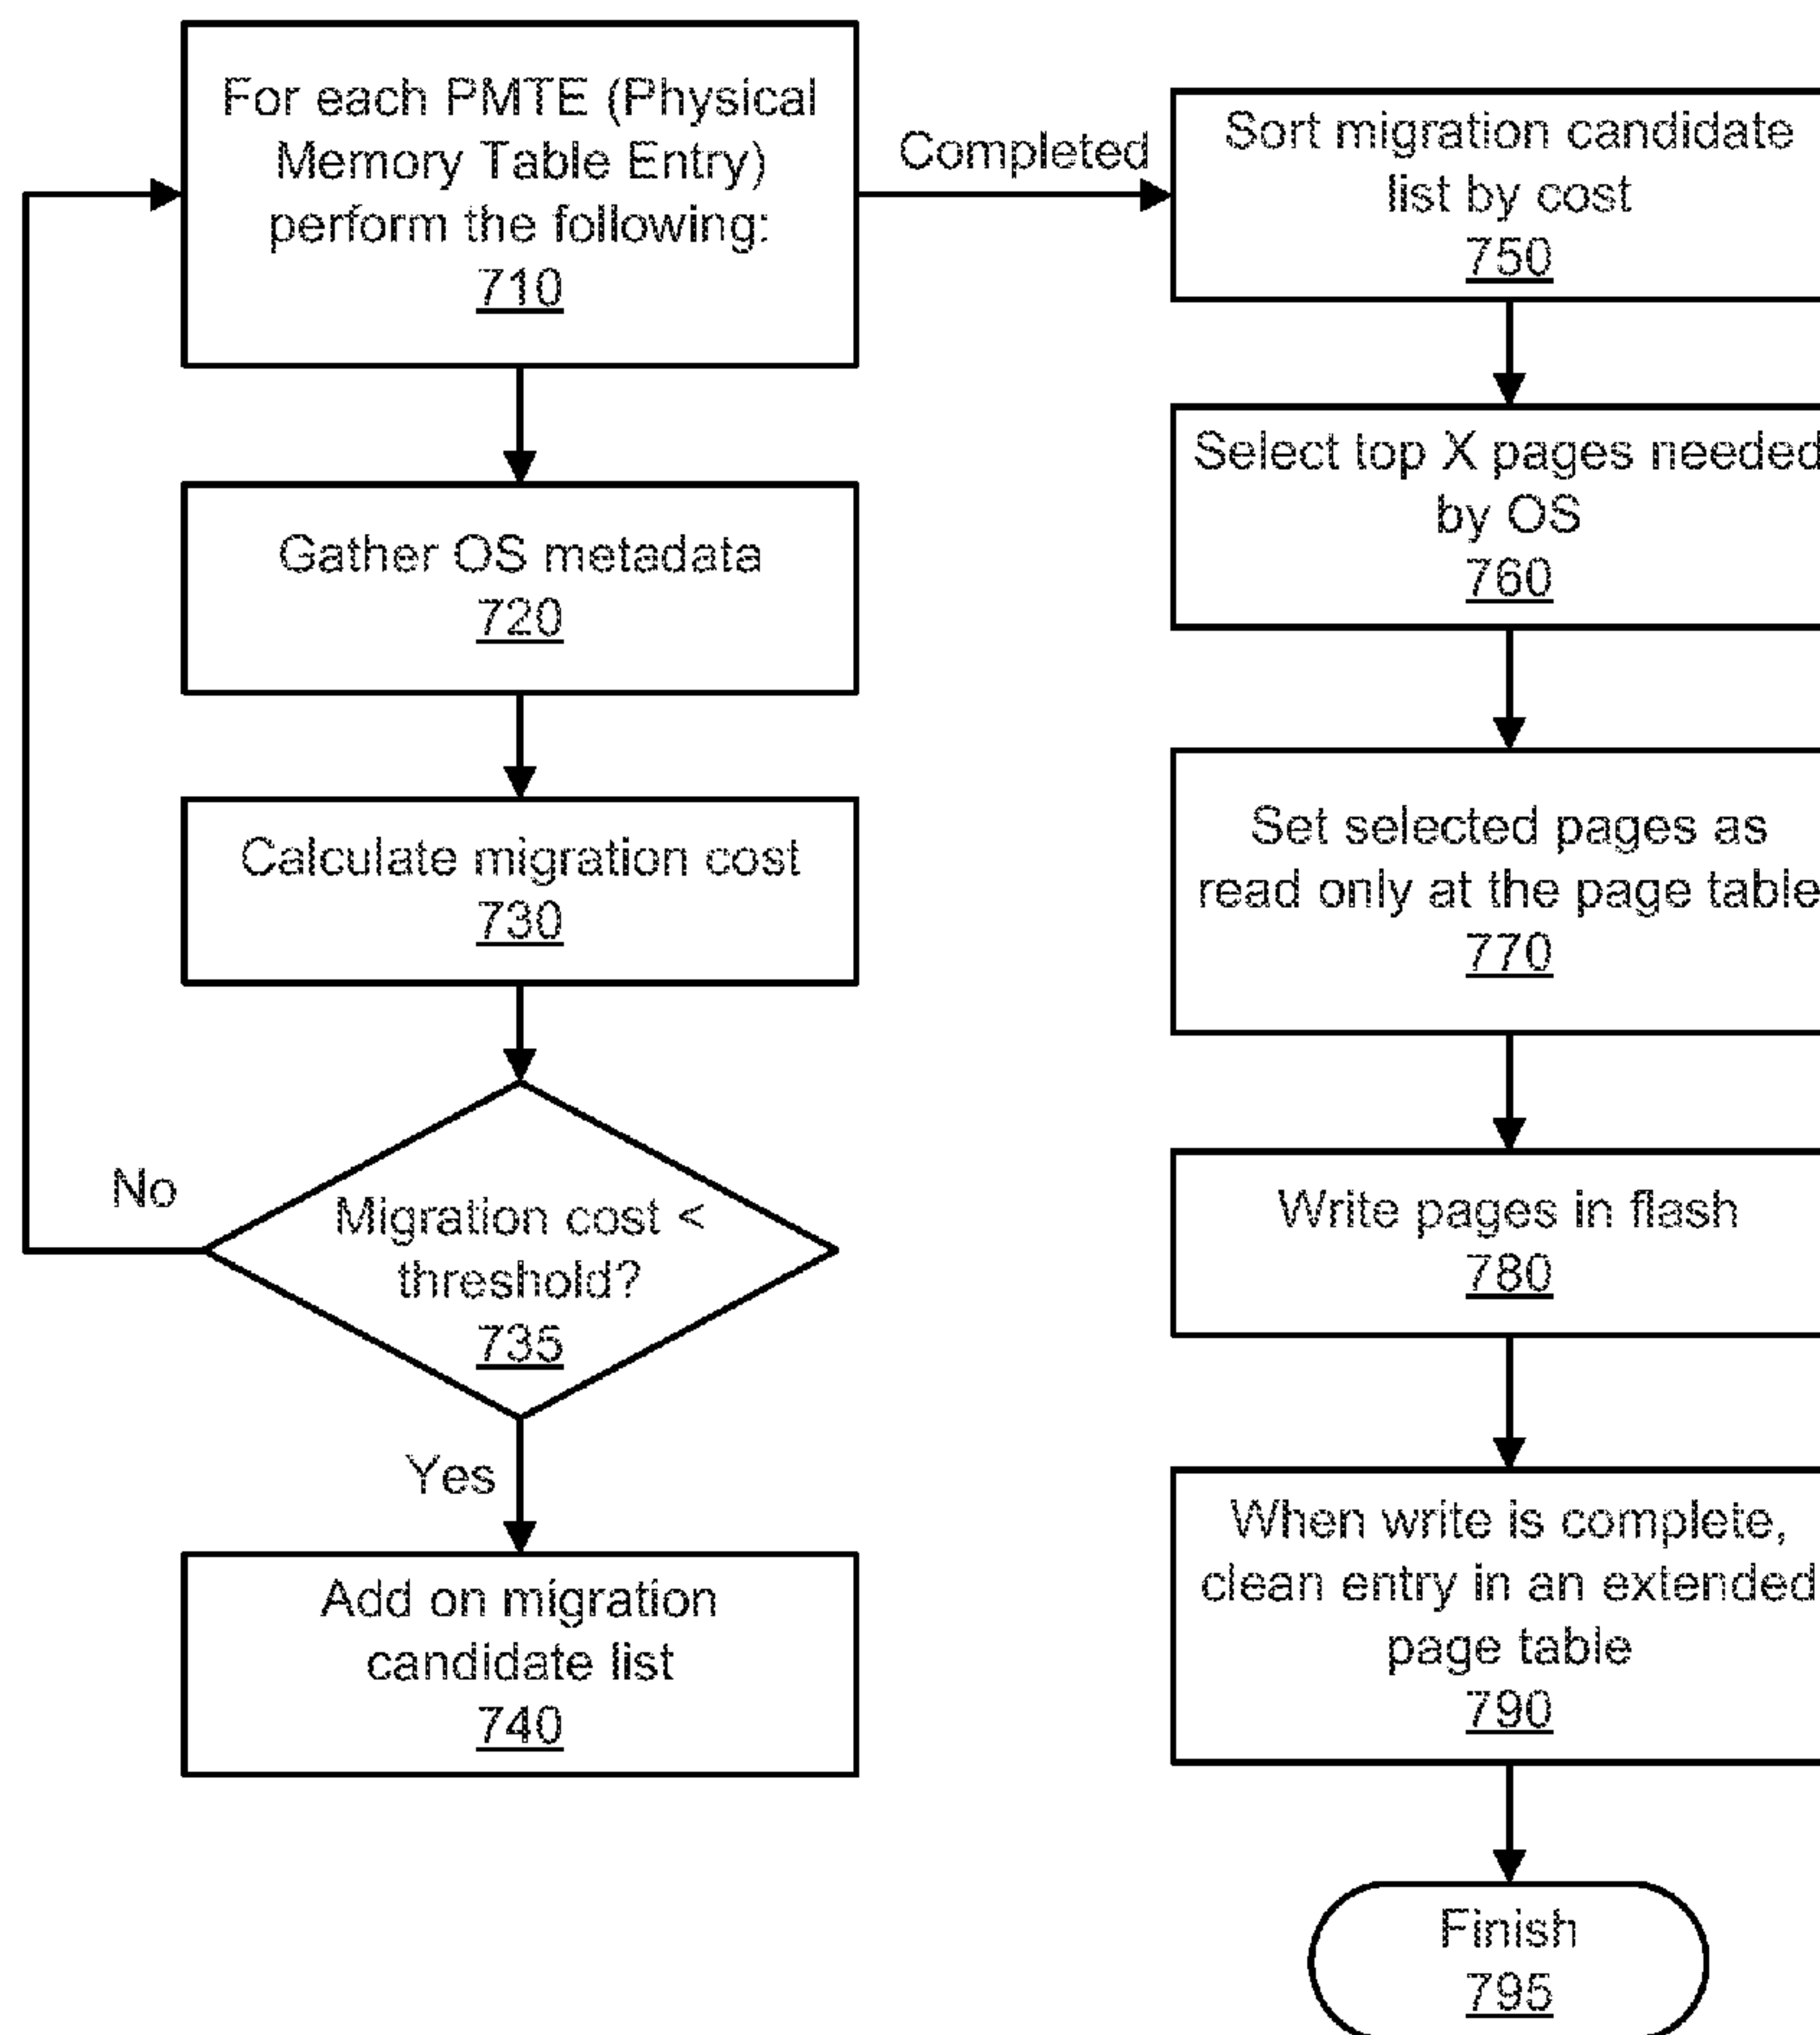 For each PMTE (Physical
Memory Table Entry)
perform the following:
710
Gather OS metadata
720
Calculate migration cost
730
No
Migration cost <
threshold?
735
Yes
Add on migration
candidate list
740
Completed
Sort migration candidate
list by cost
750
Select top X pages needed
by OS
760
Set selected pages as
read only at the page table
770
Write pages in flash
780
When write is complete,
clean entry in an extended
page table
790
Finish
795